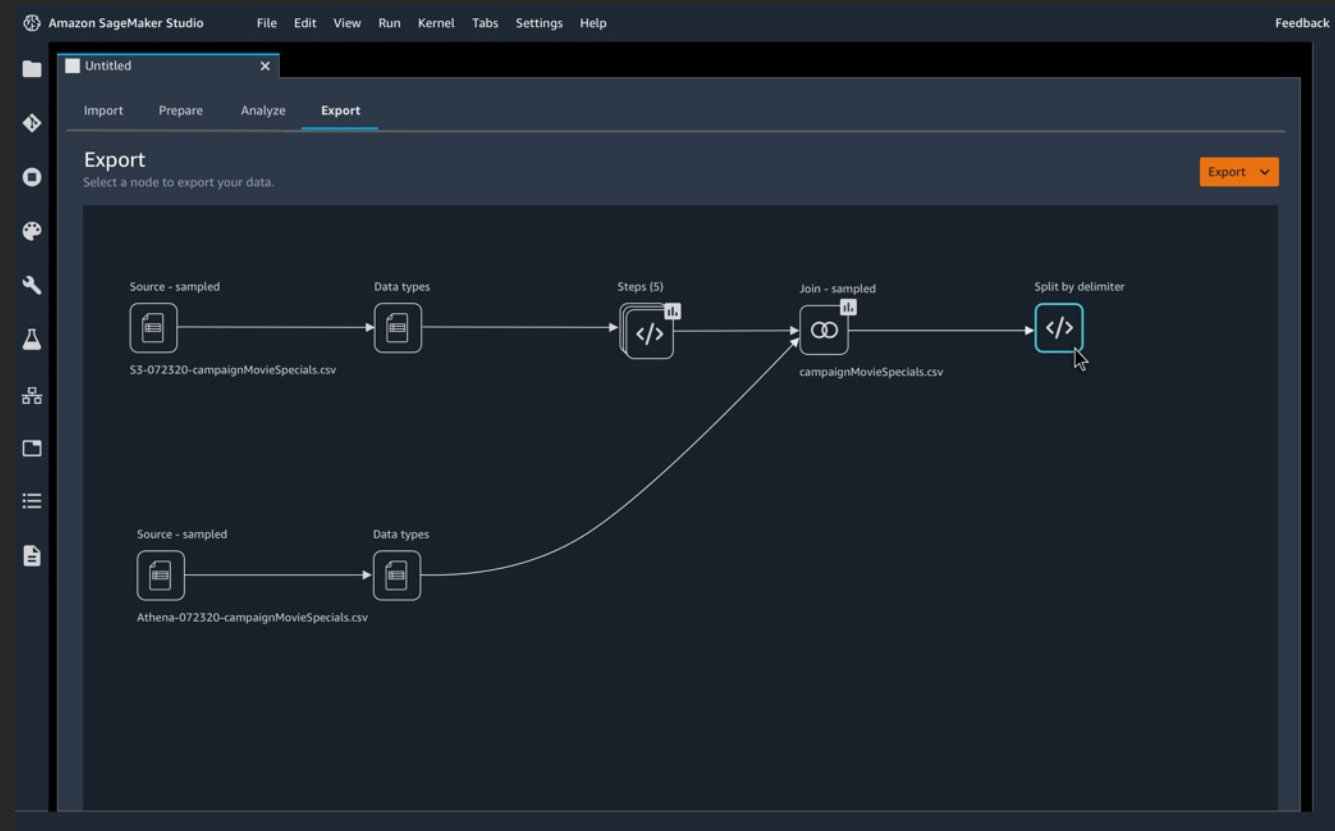 Amazon SageMaker Studio File Edit View Run Kernel Tabs Settings Help Feedback
Untitled
Import Prepare Analyze Export
Export
Select a node to export your data.
Export
Source - sampled Data types Steps (5) Join - sampled Split by delimiter
S3-072320-campaignMovieSpecials.csv campaignMovieSpecials.csv
Source - sampled Data types
Athena-072320-campaignMovieSpecials.csv